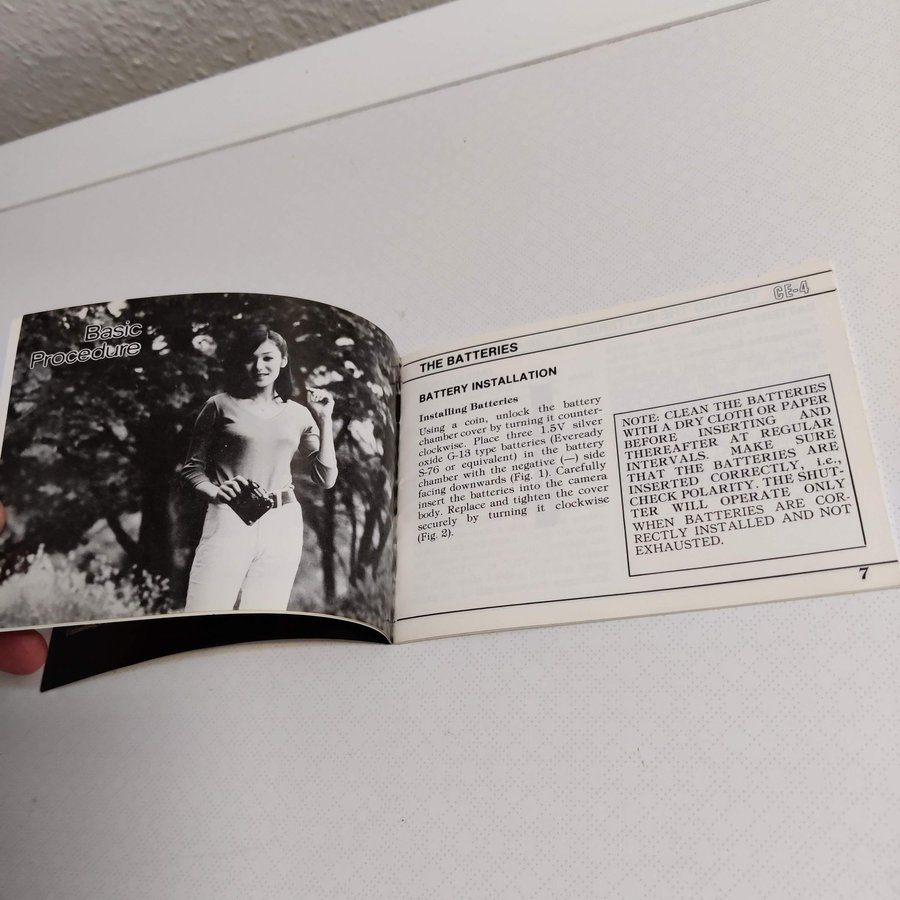 Basic
Procedure
CE-4
THE BATTERIES
BATTERY INSTALLATION
Installing Batteries
Using a coin, unlock the battery
chamber cover by turning it counter-
clockwise. Place three 1.5V silver
oxide G-13 type batteries (Eveready
S-76 or equivalent) in the battery
chamber with the negative (—) side
facing downwards (Fig. 1). Carefully
insert the batteries into the camera
body. Replace and tighten the cover
securely by turning it clockwise
(Fig. 2).
NOTE: CLEAN THE BATTERIES
WITH A DRY CLOTH OR PAPER
BEFORE INSERTING AND
THEREAFTER AT REGULAR
INTERVALS. MAKE SURE
THAT THE BATTERIES ARE
INSERTED CORRECTLY, i.e.,
CHECK POLARITY. THE SHUT-
TER WILL OPERATE ONLY
WHEN BATTERIES ARE COR-
RECTLY INSTALLED AND NOT
EXHAUSTED.
7